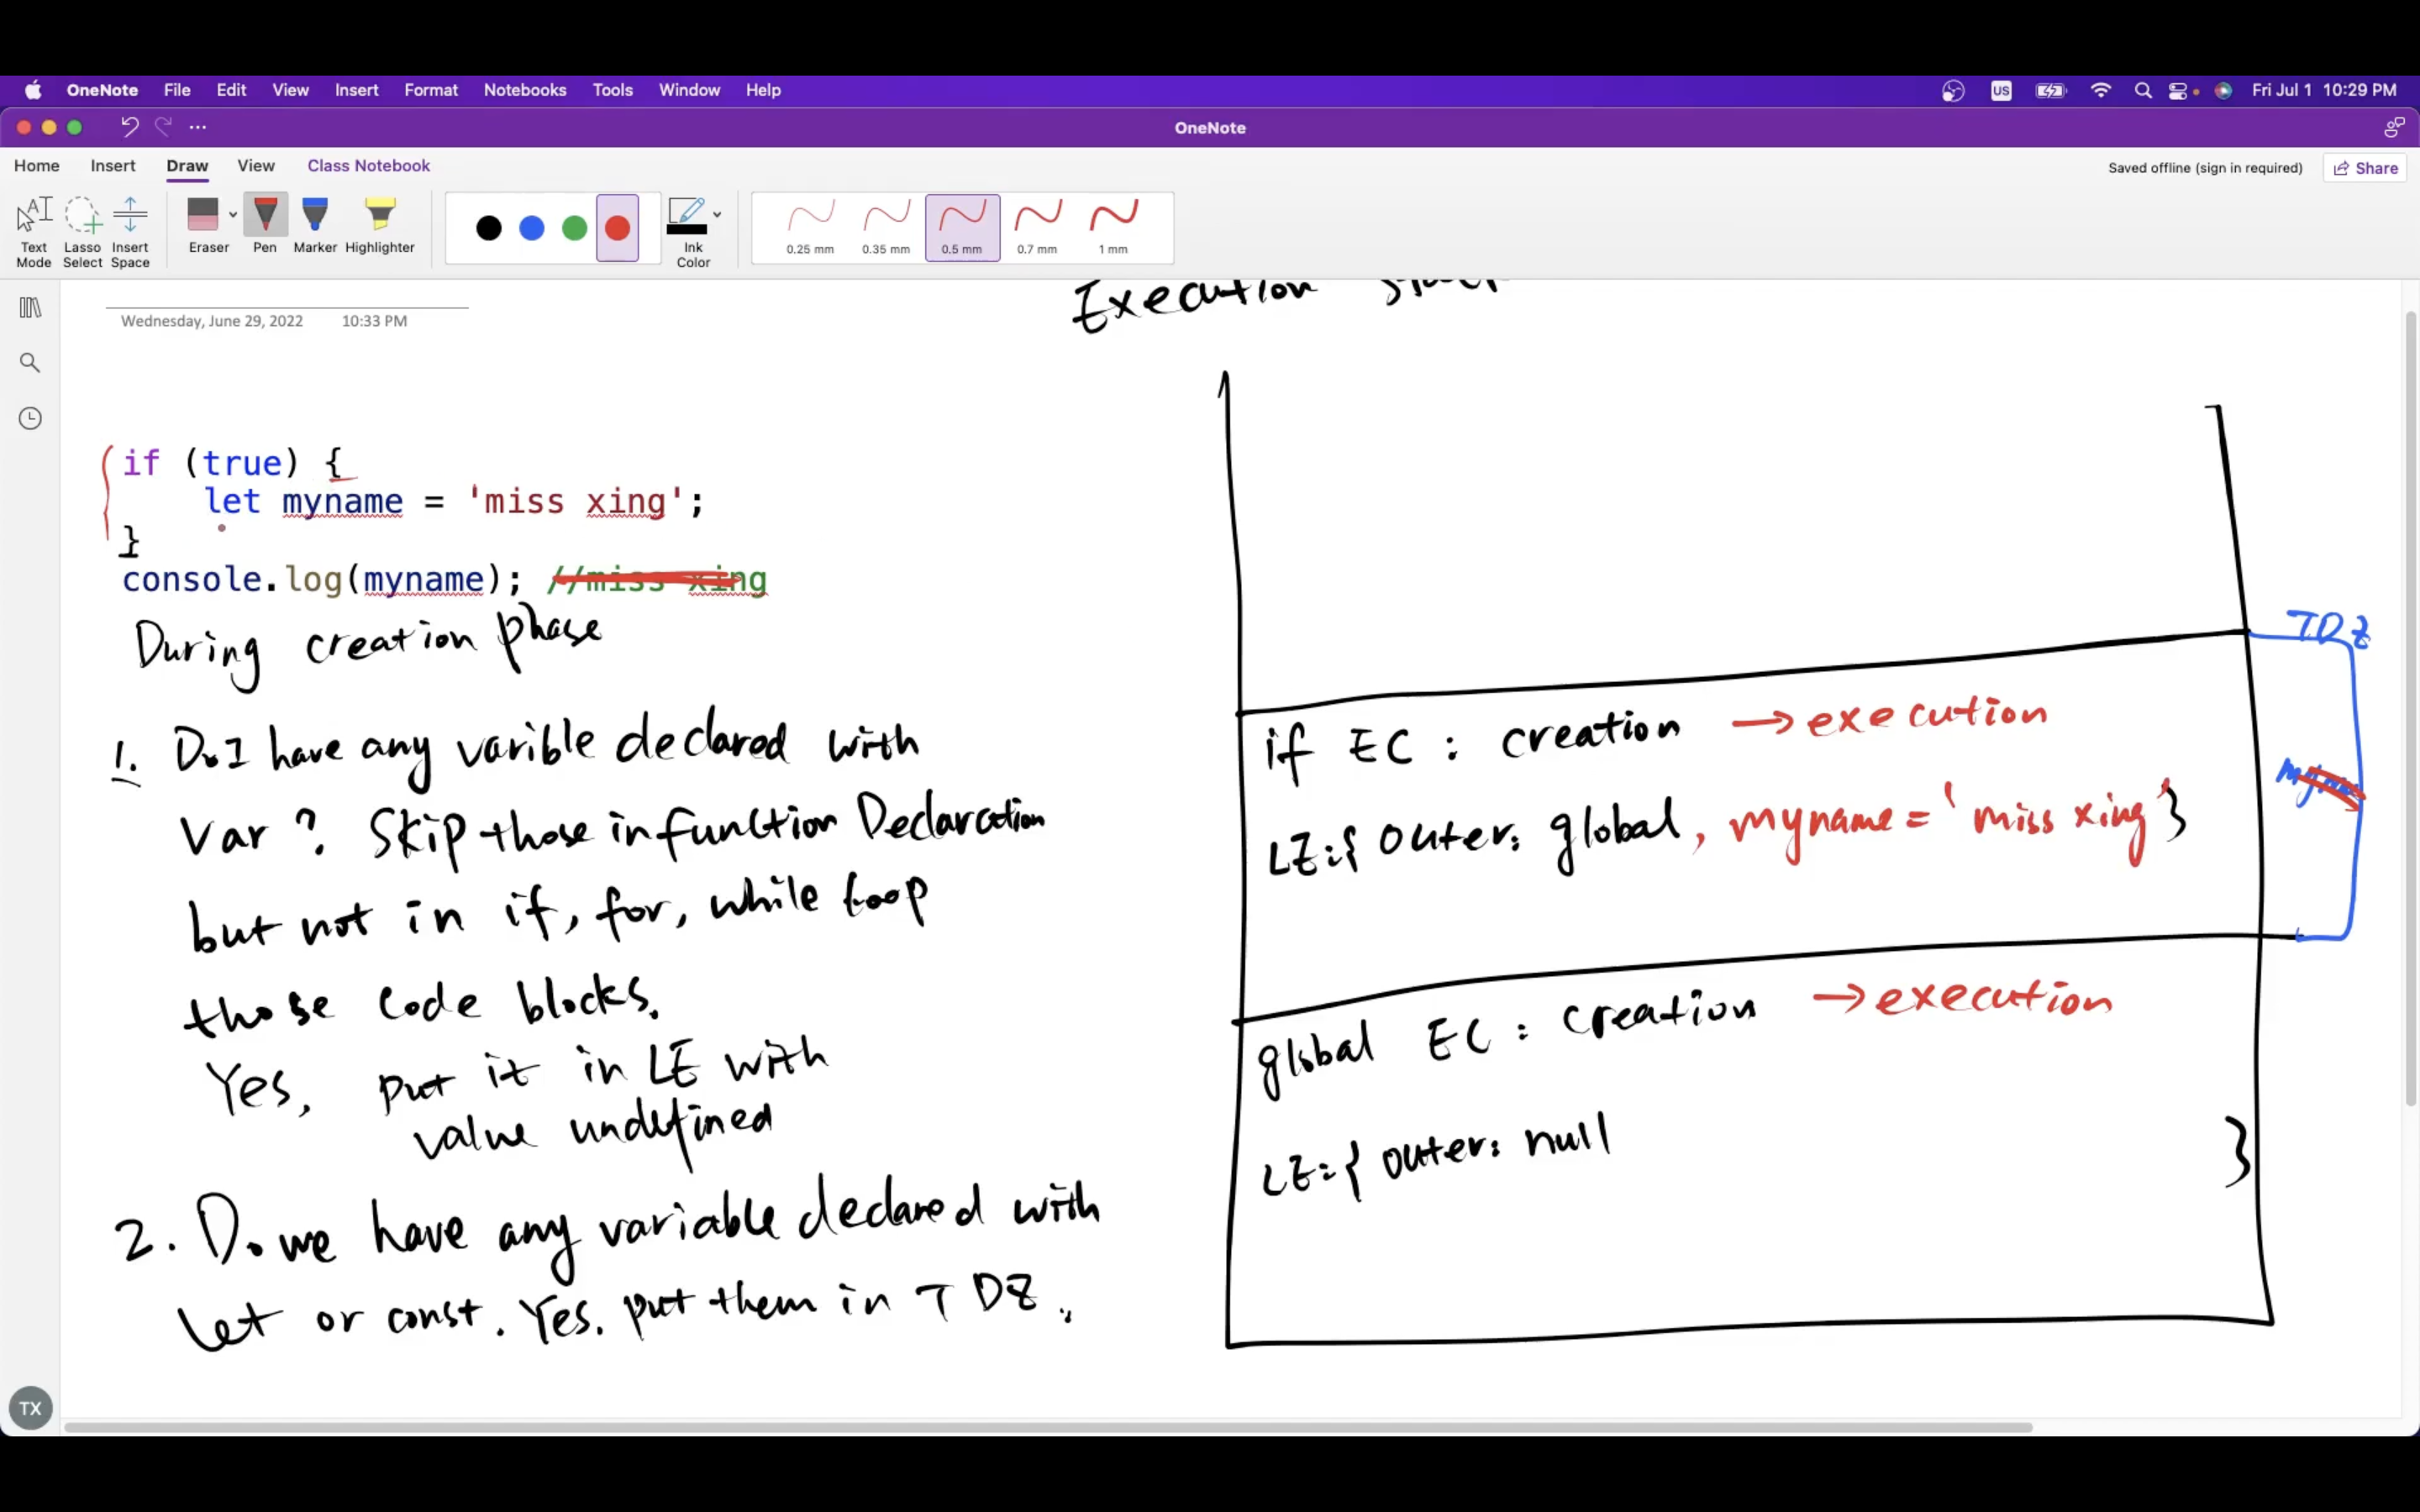 OneNote File Edit View Insert Format Notebooks Tools Window Help US Fri Jul 1 10:29 PM
OneNote
Home Insert Draw View Class Notebook Saved offline (sign in required) Share
Text Mode Lasso Select Insert Space Eraser Pen Marker Highlighter Ink Color 0.25 mm 0.35 mm 0.5 mm 0.7 mm 1 mm
Execution
Wednesday, June 29, 2022 10:33 PM
if (true) {
let myname = 'miss xing';
}
console.log(myname); //miss xing
During creation phase
1. Do I have any varible declared with
var? Skip those in function Declaration
but not in if, for, while loop
those code blocks.
Yes, put it in LE with
value undefined
2. Do we have any variable declared with
let or const. Yes. put them in TDZ.
TDZ
if EC: creation → execution
LE:{ outer: global, myname = 'miss xing' }
global EC: creation → execution
LE:{ outer: null }
TX